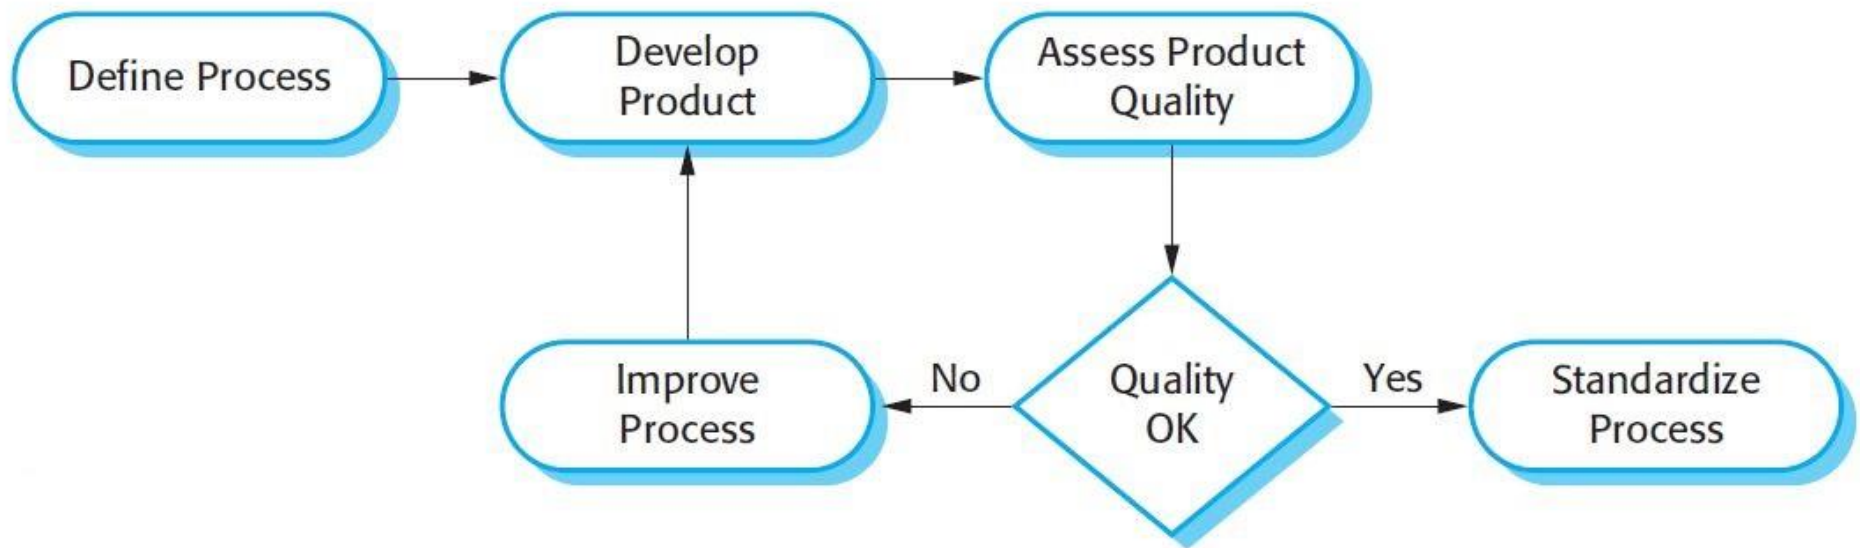 Define Process
Develop
Product
Assess Product
Quality
Improve
Process
No
Quality
OK
Yes
Standardize
Process